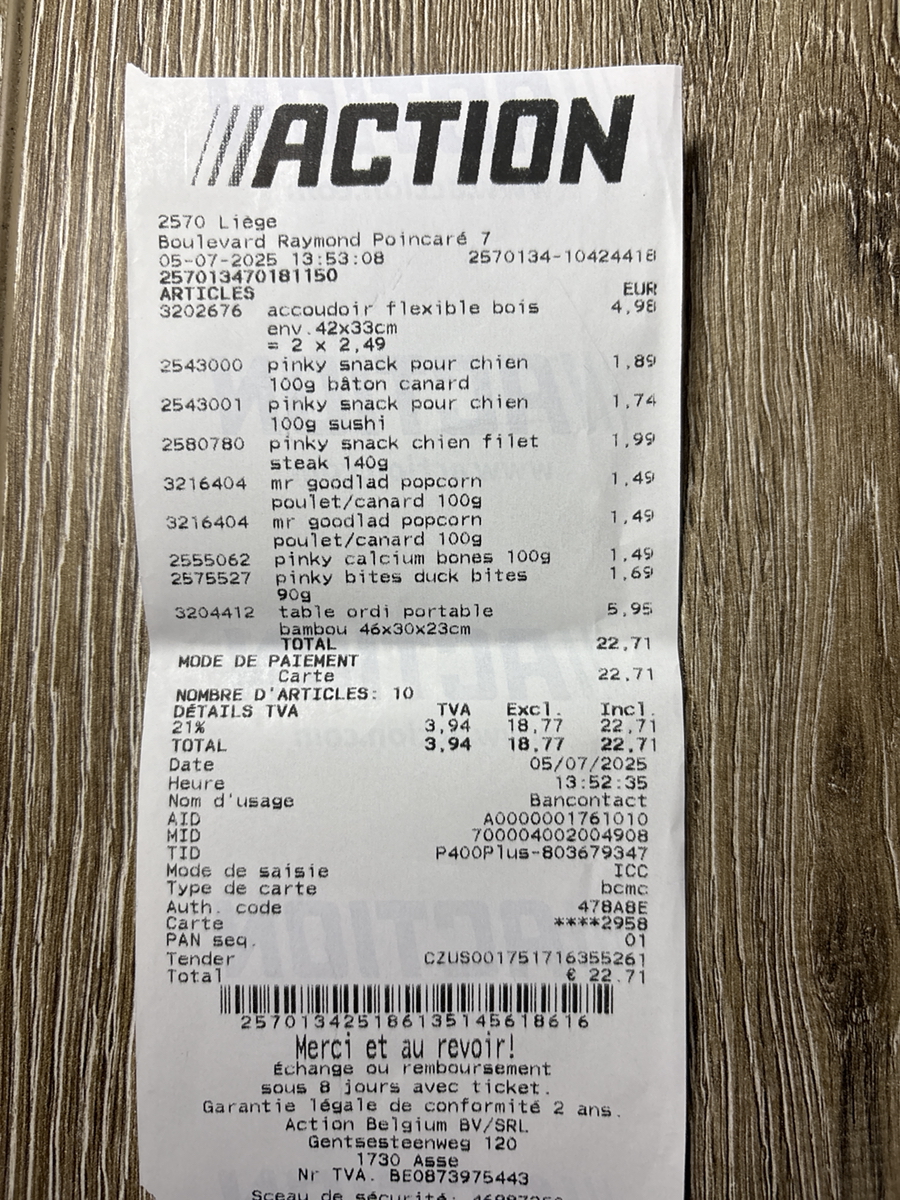 ACTION
2570 Liège
Boulevard Raymond Poincaré 7
05-07-2025 13:53:08 2570134-10424418
257013470181150
ARTICLES EUR
3202676 accoudoir flexible bois 4,98
env.42x33cm
= 2 x 2,49
2543000 pinky snack pour chien 1,89
100g bâton canard
2543001 pinky snack pour chien 1,74
100g sushi
2580780 pinky snack chien filet 1,99
steak 140g
3216404 mr goodlad popcorn 1,49
poulet/canard 100g
3216404 mr goodlad popcorn 1,49
poulet/canard 100g
2555062 pinky calcium bones 100g 1,49
2575527 pinky bites duck bites 1,69
90g
3204412 table ordi portable 5,95
bambou 46x30x23cm
TOTAL 22,71
MODE DE PAIEMENT
Carte 22,71
NOMBRE D'ARTICLES: 10
DÉTAILS TVA TVA Excl. Incl.
21% 3,94 18,77 22,71
TOTAL 3,94 18,77 22,71
Date 05/07/2025
Heure 13:52:35
Nom d'usage Bancontact
AID A0000001761010
MID 700004002004908
TID P400Plus-803679347
Mode de saisie ICC
Type de carte bcmc
Auth. code 478A8E
Carte ****2958
PAN seq. 01
Tender CZUS001751716355261
Total € 22.71
257013425186135145618616
Merci et au revoir!
Échange ou remboursement
sous 8 jours avec ticket.
Garantie légale de conformité 2 ans.
Action Belgium BV/SRL
Gentsesteenweg 120
1730 Asse
Nr TVA. BE0873975443
Sceau de sécurité: